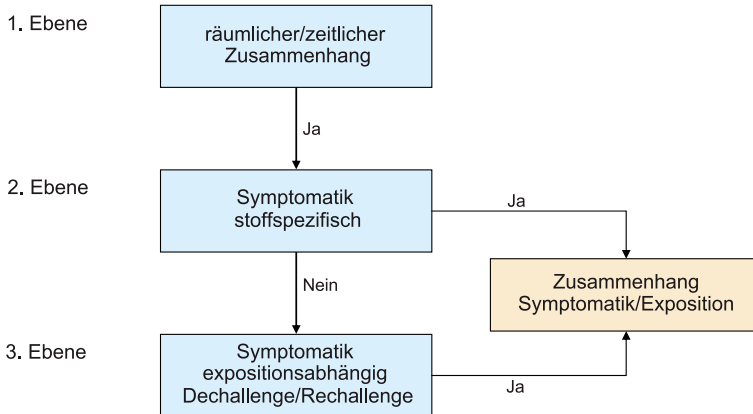 1. Ebene
räumlicher/zeitlicher
Zusammenhang
Ja
2. Ebene
Symptomatik
stoffspezifisch
Ja
Nein
Zusammenhang
Symptomatik/Exposition
3. Ebene
Symptomatik
expositionsabhängig
Dechallenge/Rechallenge
Ja